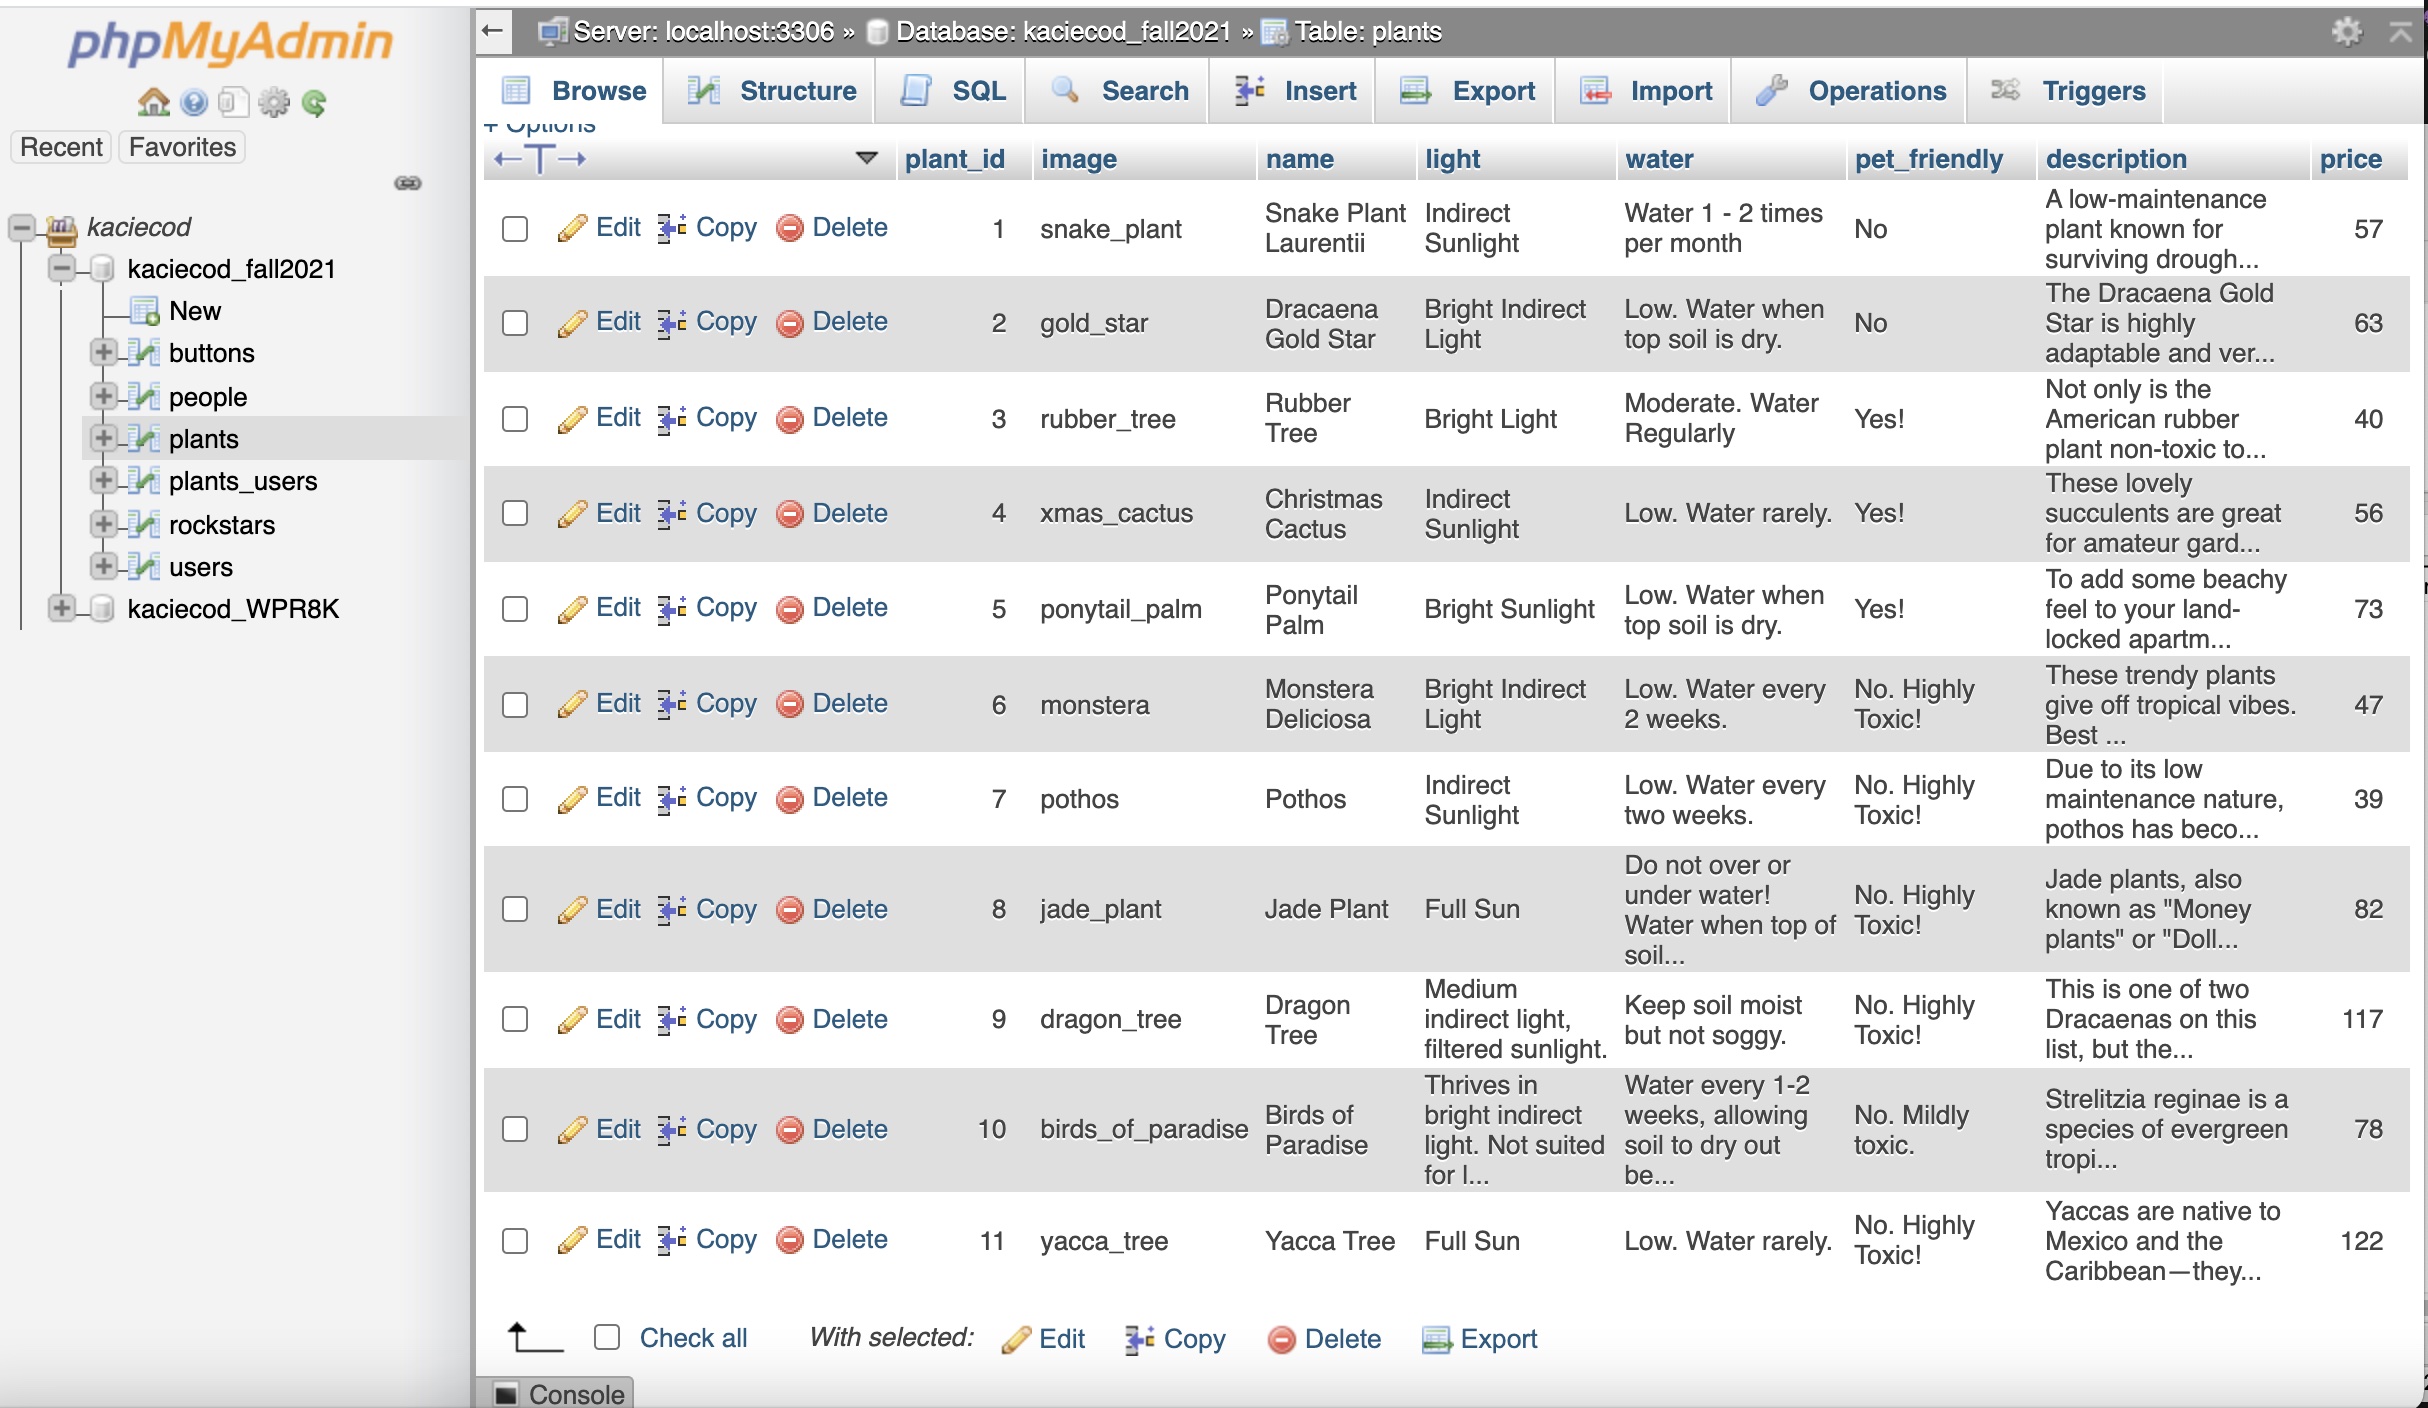 phpMyAdmin
Recent Favorites
kaciecod
kaciecod_fall2021
New
buttons
people
plants
plants_users
rockstars
users
kaciecod_WPR8K
Server: localhost:3306 » Database: kaciecod_fall2021 » Table: plants
Browse Structure SQL Search Insert Export Import Operations Triggers
+ Options
plant_id image name light water pet_friendly description price
Edit Copy Delete 1 snake_plant Snake Plant Laurentii Indirect Sunlight Water 1 - 2 times per month No A low-maintenance plant known for surviving drough... 57
Edit Copy Delete 2 gold_star Dracaena Gold Star Bright Indirect Light Low. Water when top soil is dry. No The Dracaena Gold Star is highly adaptable and ver... 63
Edit Copy Delete 3 rubber_tree Rubber Tree Bright Light Moderate. Water Regularly Yes! Not only is the American rubber plant non-toxic to... 40
Edit Copy Delete 4 xmas_cactus Christmas Cactus Indirect Sunlight Low. Water rarely. Yes! These lovely succulents are great for amateur gard... 56
Edit Copy Delete 5 ponytail_palm Ponytail Palm Bright Sunlight Low. Water when top soil is dry. Yes! To add some beachy feel to your land-locked apartm... 73
Edit Copy Delete 6 monstera Monstera Deliciosa Bright Indirect Light Low. Water every 2 weeks. No. Highly Toxic! These trendy plants give off tropical vibes. Best ... 47
Edit Copy Delete 7 pothos Pothos Indirect Sunlight Low. Water every two weeks. No. Highly Toxic! Due to its low maintenance nature, pothos has beco... 39
Edit Copy Delete 8 jade_plant Jade Plant Full Sun Do not over or under water! Water when top of soil... No. Highly Toxic! Jade plants, also known as "Money plants" or "Doll... 82
Edit Copy Delete 9 dragon_tree Dragon Tree Medium indirect light, filtered sunlight. Keep soil moist but not soggy. No. Highly Toxic! This is one of two Dracaenas on this list, but the... 117
Edit Copy Delete 10 birds_of_paradise Birds of Paradise Thrives in bright indirect light. Not suited for l... Water every 1-2 weeks, allowing soil to dry out be... No. Mildly toxic. Strelitzia reginae is a species of evergreen tropi... 78
Edit Copy Delete 11 yacca_tree Yacca Tree Full Sun Low. Water rarely. No. Highly Toxic! Yaccas are native to Mexico and the Caribbean—they... 122
Check all With selected: Edit Copy Delete Export
Console